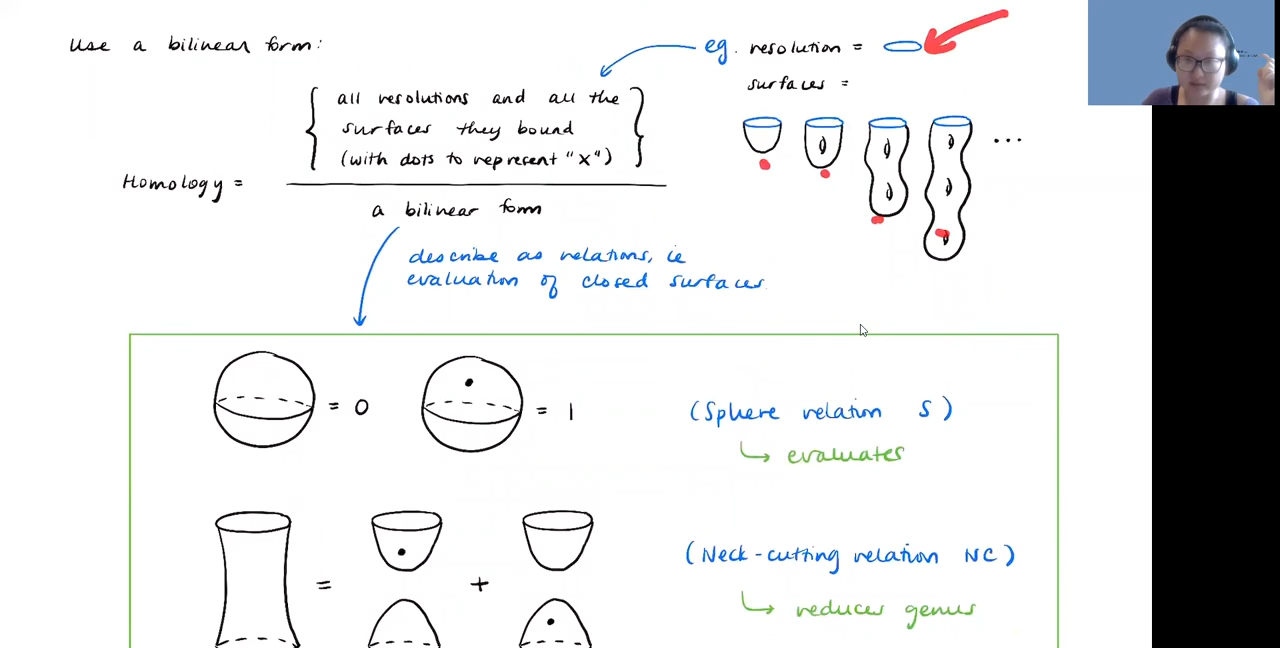 Use a bilinear form:
eg. resolution =
surfaces =
all resolutions and all the
surfaces they bound
(with dots to represent "X")
...
Homology =
a bilinear form
describe as relations, ie
evaluation of closed surfaces.
= 0
= 1
(Sphere relation S)
↳ evaluates
= +
(Neck-cutting relation NC)
↳ reduces genus